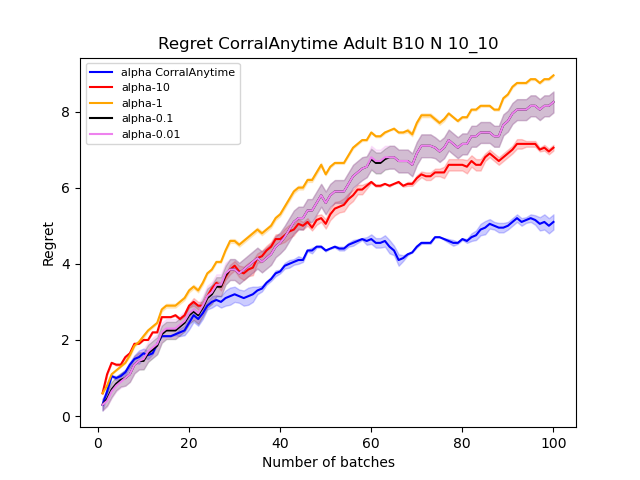 Regret CorralAnytime Adult B10 N 10_10
alpha CorralAnytime
alpha-10
alpha-1
alpha-0.1
alpha-0.01
8
6
4
2
0
Regret
0 20 40 60 80 100
Number of batches